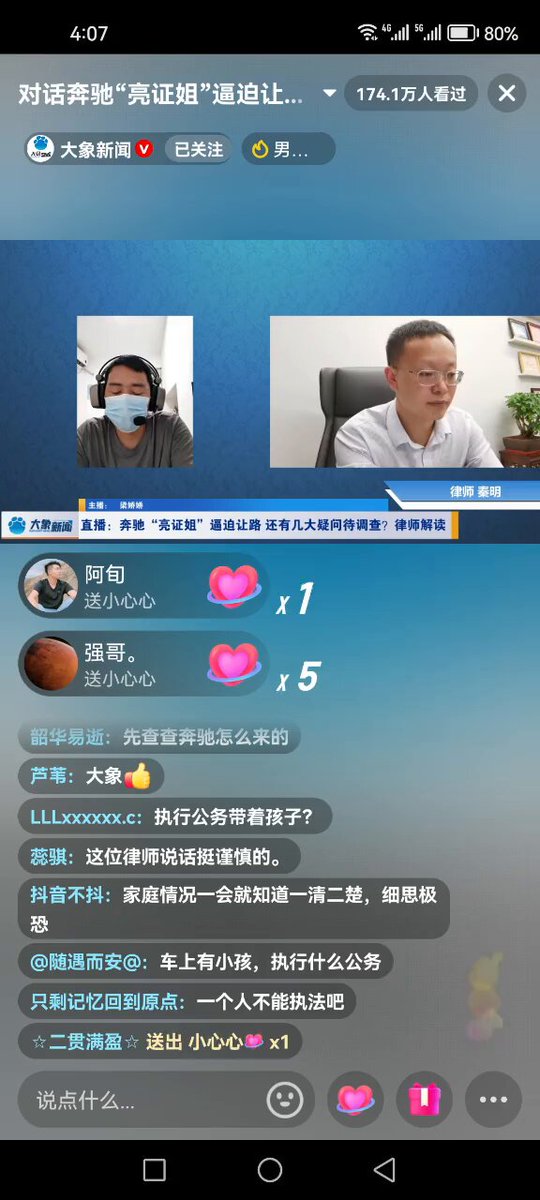 4:07
4G 5G 80%
对话奔驰“亮证姐”逼迫让...
174.1万人看过
大象新闻
已关注
男...
律师 秦明
主播： 梁娇娇
大象新闻
直播：奔驰“亮证姐”逼迫让路 还有几大疑问待调查？律师解读
阿旬
送小心心
x 1
强哥。
送小心心
x 5
韶华易逝：先查查奔驰怎么来的
芦苇：大象👍
LLLxxxxxx.c：执行公务带着孩子？
蕊骐：这位律师说话挺谨慎的。
抖音不抖：家庭情况一会就知道一清二楚，细思极
恐
@随遇而安@：车上有小孩，执行什么公务
只剩记忆回到原点：一个人不能执法吧
☆二贯满盈☆ 送出 小心心 x1
说点什么...